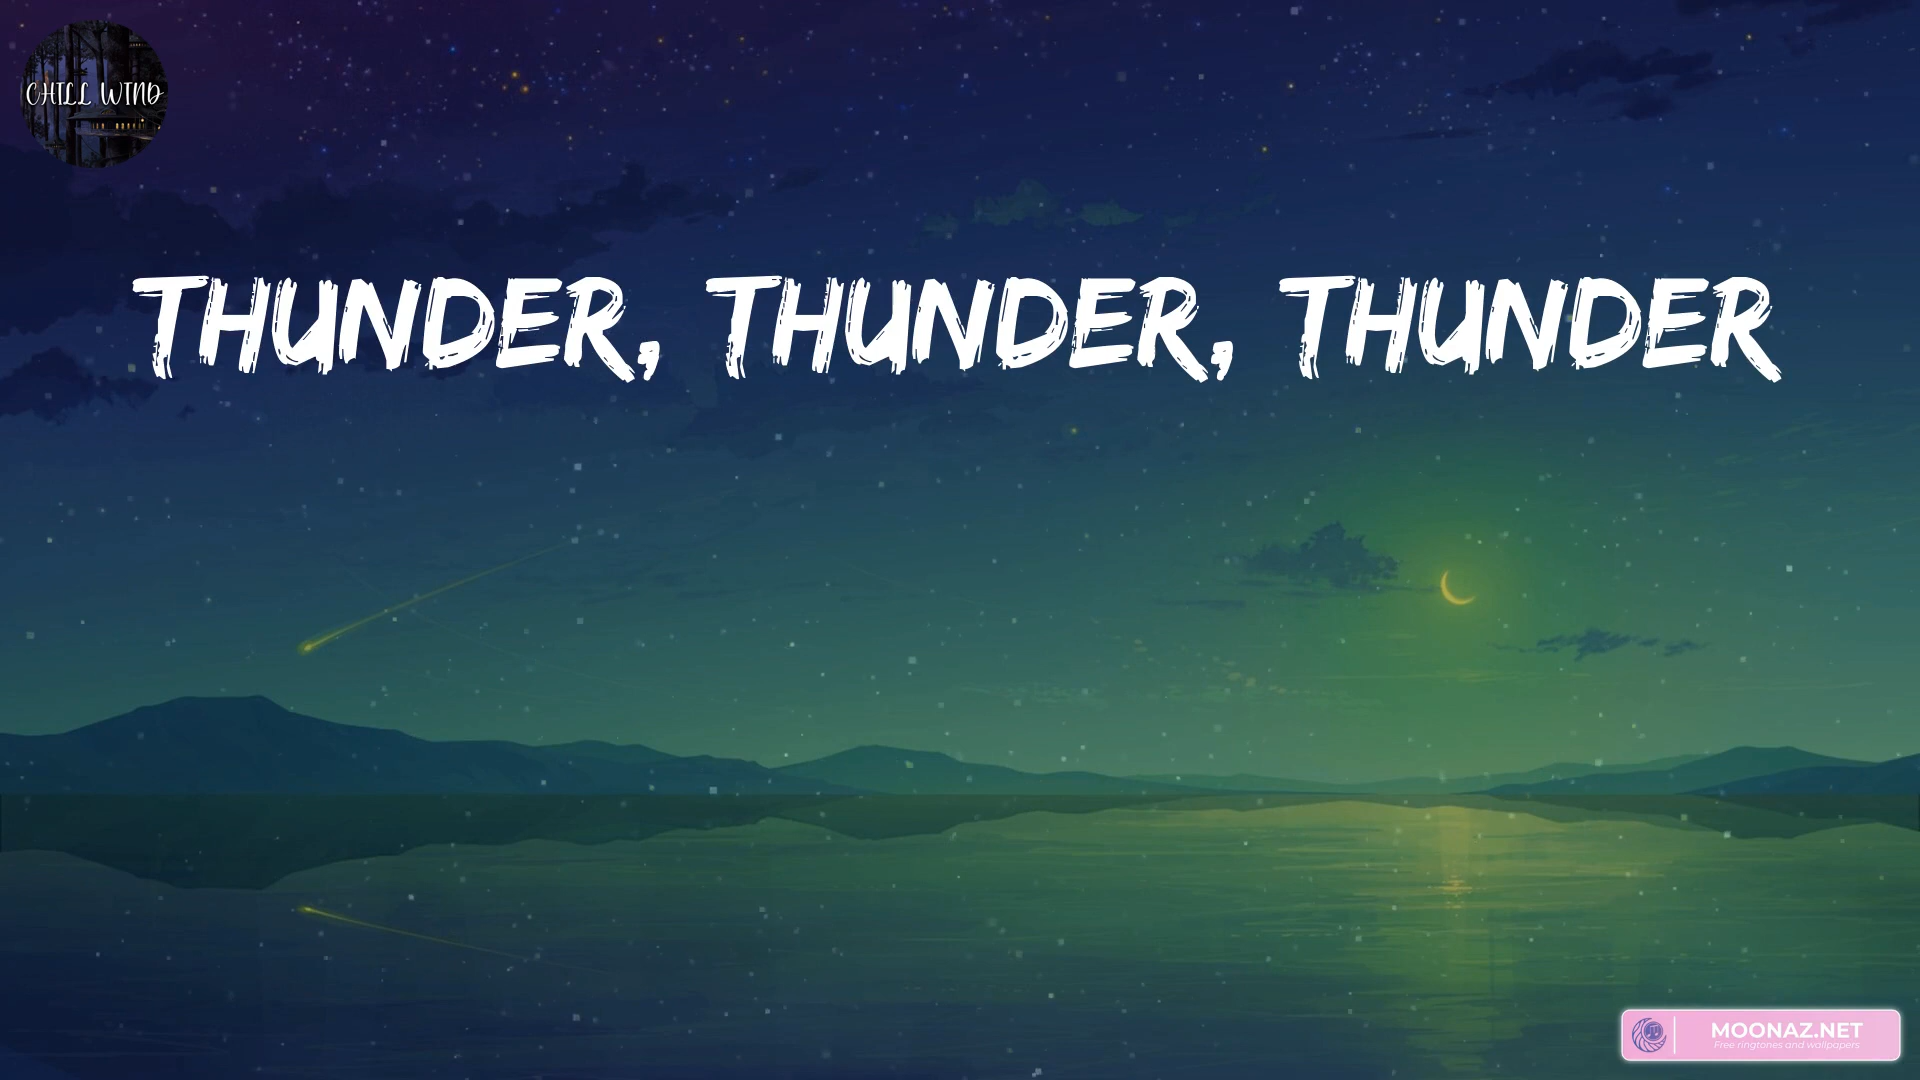 CHILL WIND
THUNDER, THUNDER, THUNDER
MOONAZ.NET
Free ringtones and wallpapers